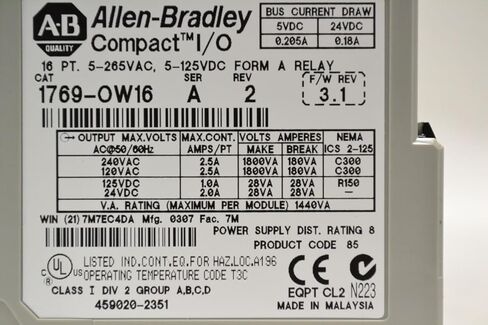 A-B
QUALITY
Allen-Bradley
Compact™ I/O
BUS CURRENT DRAW
5VDC 24VDC
0.205A 0.18A
16 PT. 5-265VAC, 5-125VDC FORM A RELAY
CAT SER REV F/W REV
1769-OW16 A 2 3.1
OUTPUT MAX.VOLTS MAX.CONT. VOLTS AMPERES NEMA
AC@50/60Hz AMPS/PT MAKE BREAK ICS 2-125
240VAC 2.5A 1800VA 180VA C300
120VAC 2.5A 1800VA 180VA C300
125VDC 1.0A 28VA 28VA R150
24VDC 2.0A 28VA 28VA —
V.A. RATING (MAXIMUM PER MODULE) 1440VA
WIN (21) 7M7EC4DA Mfg. 0307 Fac. 7M
POWER SUPPLY DIST. RATING 8
PRODUCT CODE 85
c UL US LISTED IND.CONT.EQ.FOR HAZ.LOC.A196
OPERATING TEMPERATURE CODE T3C
CLASS I DIV 2 GROUP A,B,C,D
459020-2351
CE
N223
EQPT CL2
MADE IN MALAYSIA